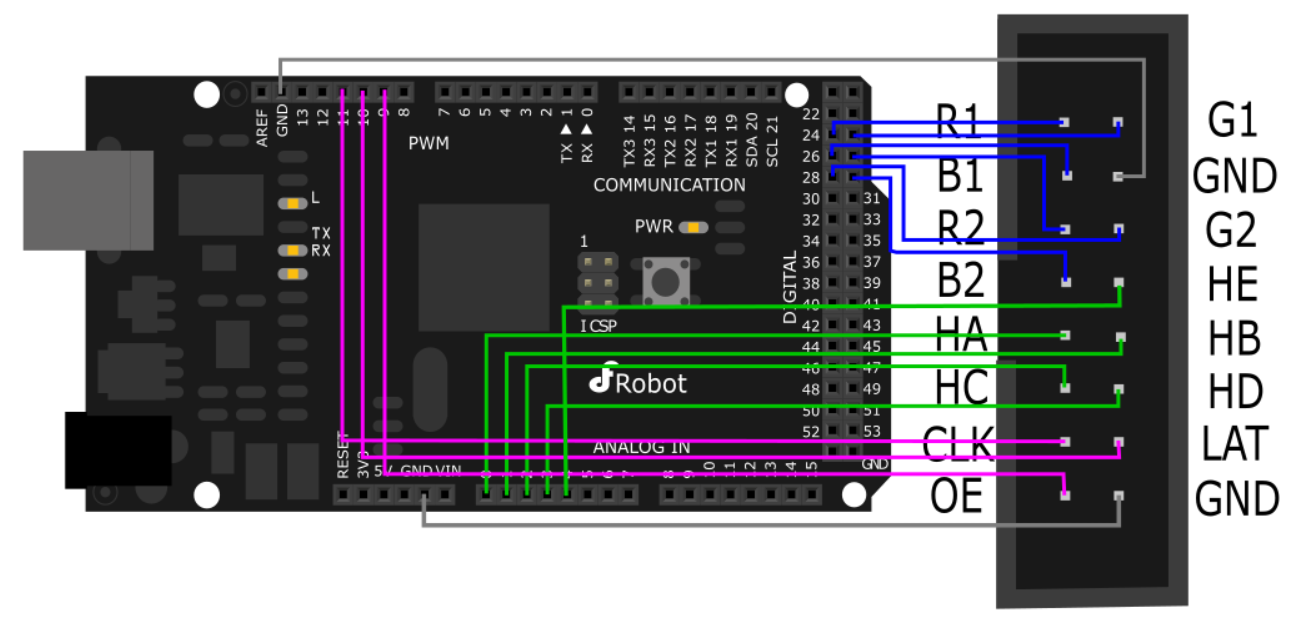 AREF GND 13 12 11 10 9 8 7 6 5 4 3 2 TX ▶ 1 RX ▶ 0 TX3 14 RX3 15 TX2 16 RX2 17 TX1 18 RX1 19 SDA 20 SCL 21
PWM
COMMUNICATION
L
TX
RX
PWR
1
ICSP
Robot
DIGITAL
22
24
26
28
30 31
32 33
34 35
36 37
38 39
40 41
42 43
44 45
46 47
48 49
50 51
52 53
GND
ANALOG IN
RESET 3V3 5V GND VIN 0 1 2 3 4 5 6 7 8 9 10 11 12 13 14 15
R1 G1
B1 GND
R2 G2
B2 HE
HA HB
HC HD
CLK LAT
OE GND